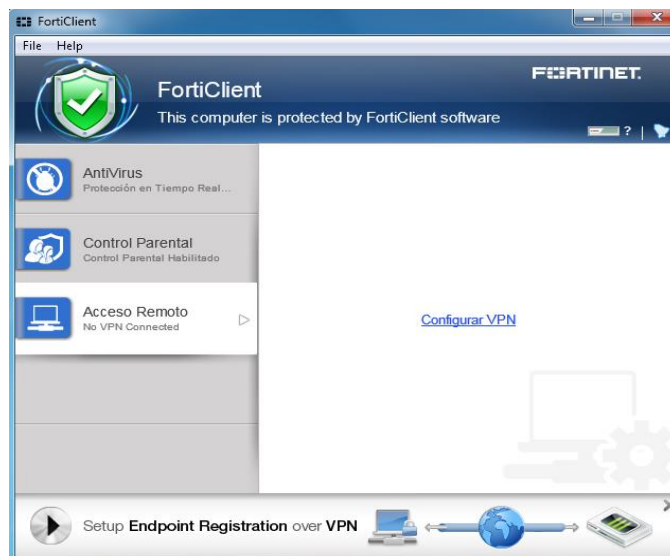 FortiClient
File Help
FORTINET.
FortiClient
This computer is protected by FortiClient software
? |
AntiVirus
Protección en Tiempo Real...
Control Parental
Control Parental Habilitado
Acceso Remoto
No VPN Connected
Configurar VPN
Setup Endpoint Registration over VPN